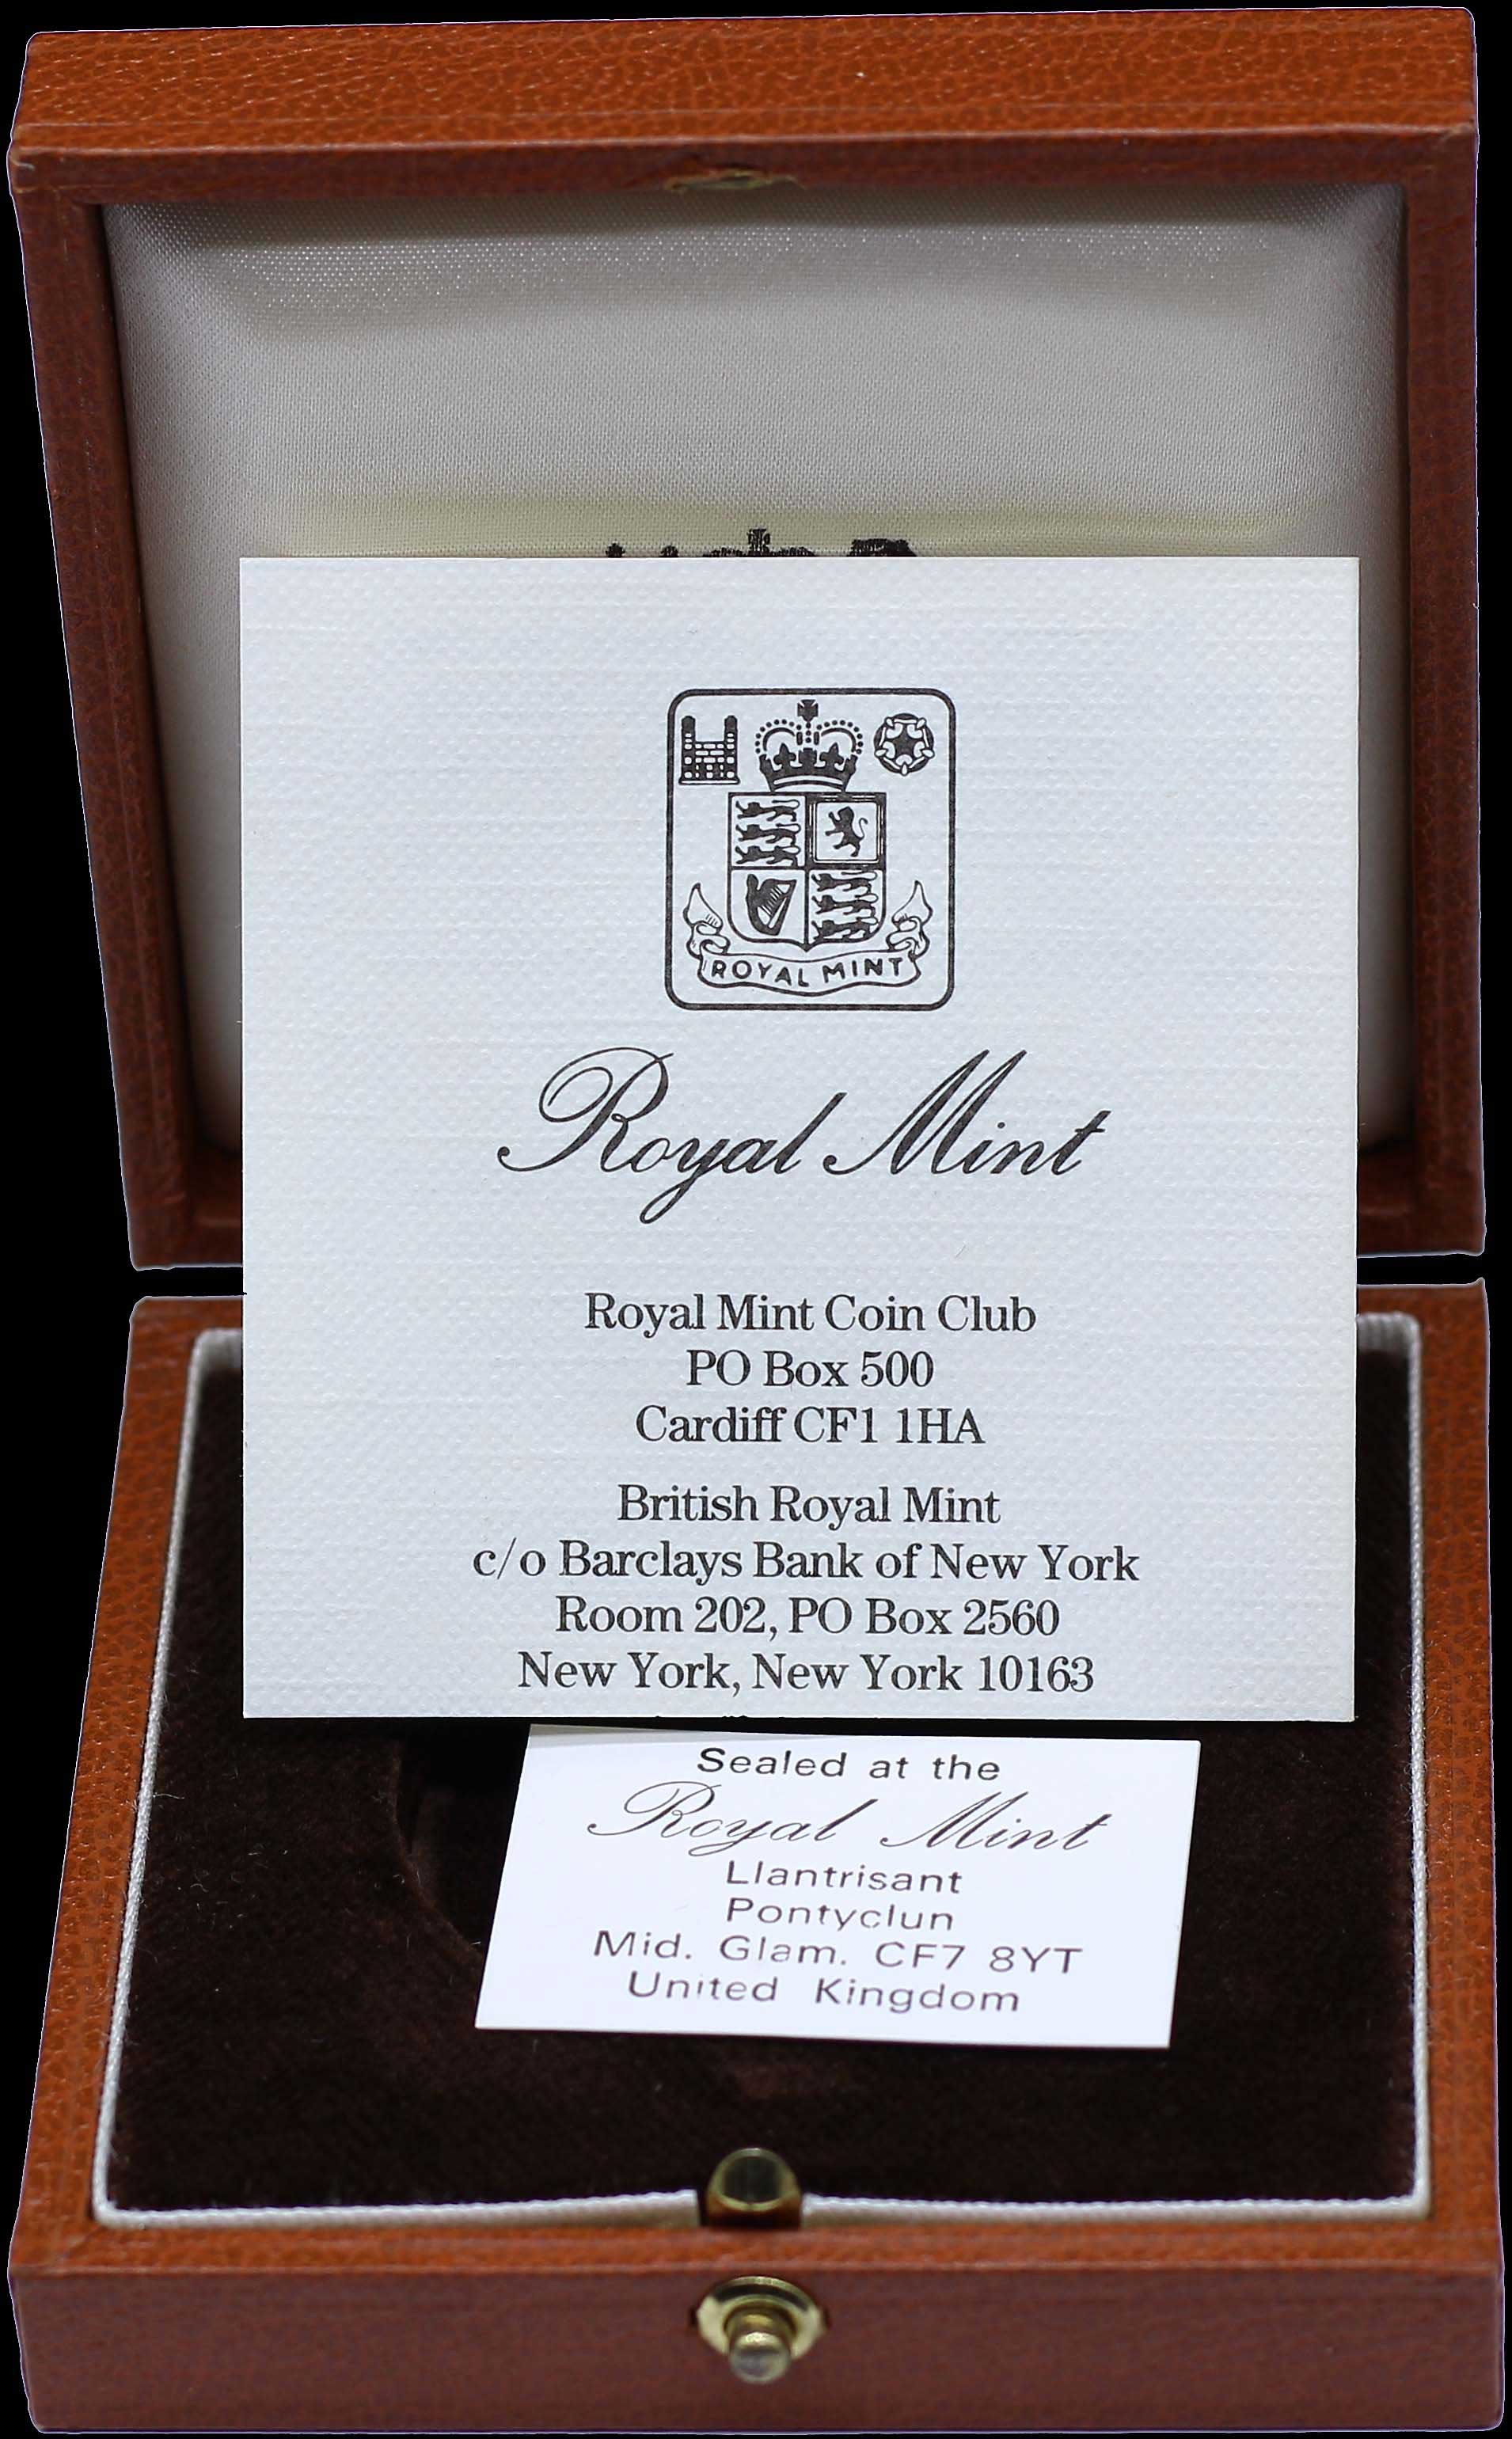 ROYAL MINT
Royal Mint
Royal Mint Coin Club
PO Box 500
Cardiff CF1 1HA
British Royal Mint
c/o Barclays Bank of New York
Room 202, PO Box 2560
New York, New York 10163
Sealed at the
Royal Mint
Llantrisant
Pontyclun
Mid. Glam. CF7 8YT
United Kingdom